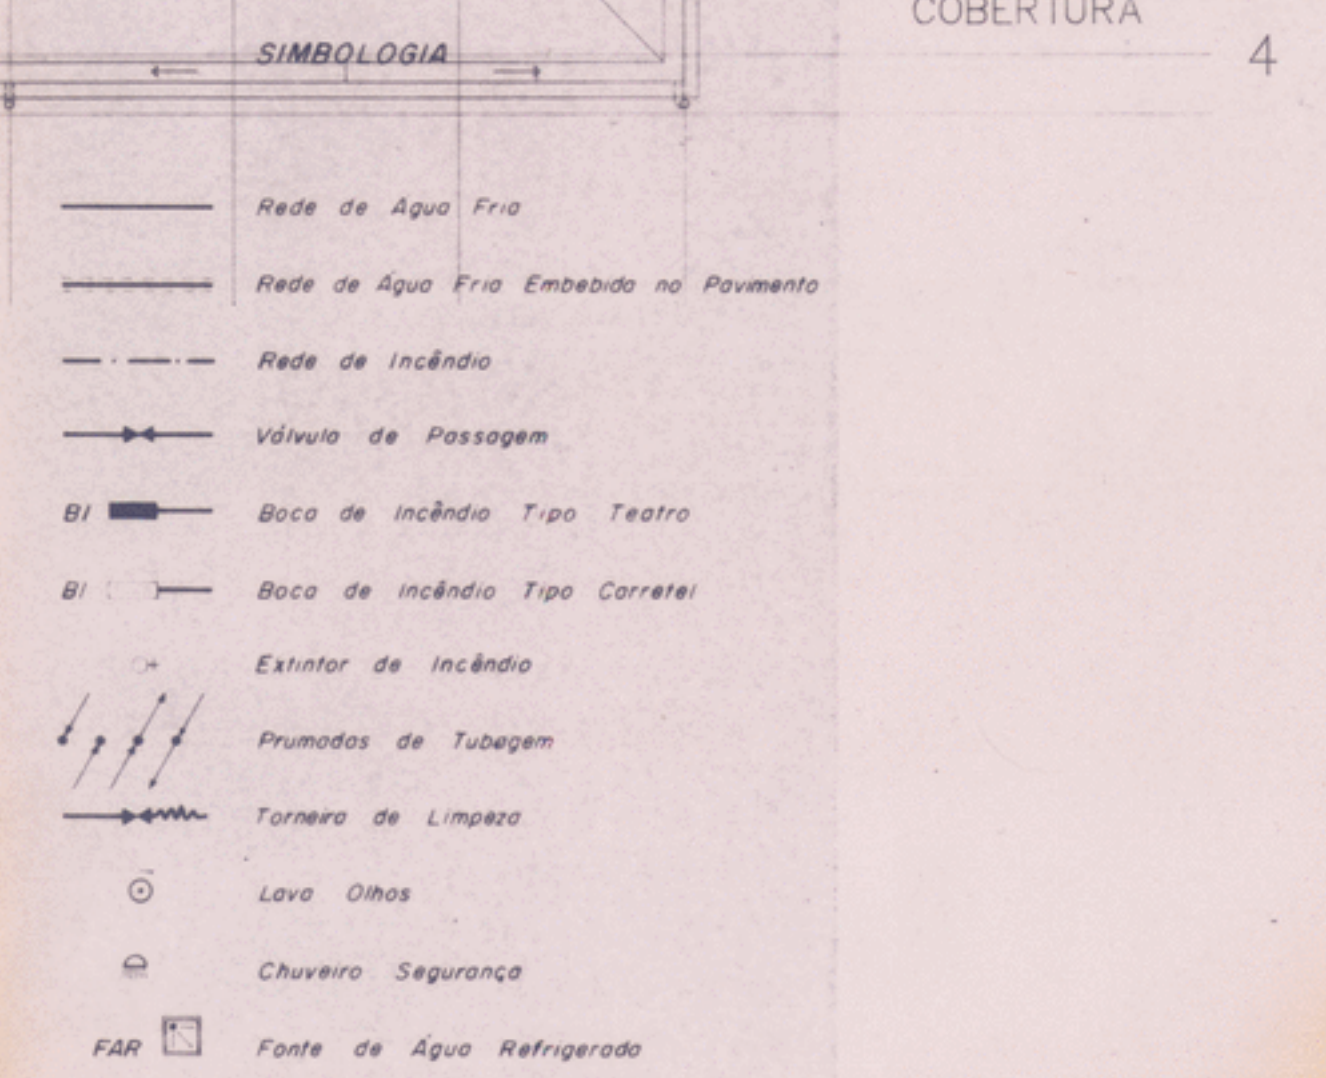 COBERTURA
4
SIMBOLOGIA
Rede de Água Fria
Rede de Água Fria Embebida no Pavimento
Rede de Incêndio
Válvula de Passagem
BI Boca de Incêndio Tipo Teatro
BI Boca de Incêndio Tipo Carretel
Extintor de Incêndio
Prumadas de Tubagem
Torneira de Limpeza
Lava Olhos
Chuveiro Segurança
FAR Fonte de Água Refrigerada